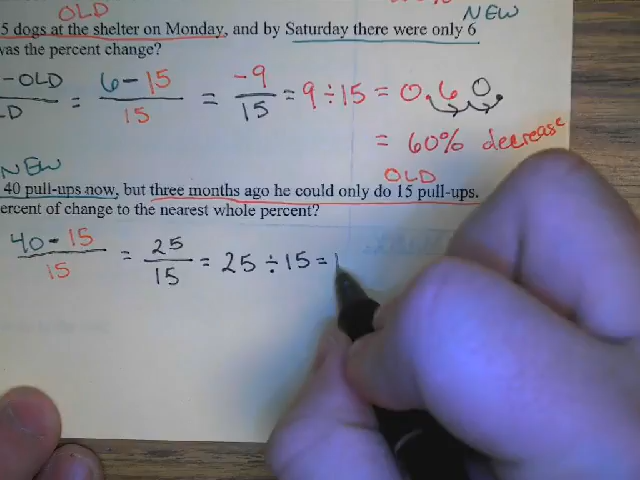 OLD NEW
5 dogs at the shelter on Monday, and by Saturday there were only 6
was the percent change?
-OLD / LD = 6-15 / 15 = -9 / 15 = 9 ÷ 15 = 0.60
= 60% decrease
NEW OLD
40 pull-ups now, but three months ago he could only do 15 pull-ups.
ercent of change to the nearest whole percent?
40-15 / 15 = 25 / 15 = 25 ÷ 15 = 1